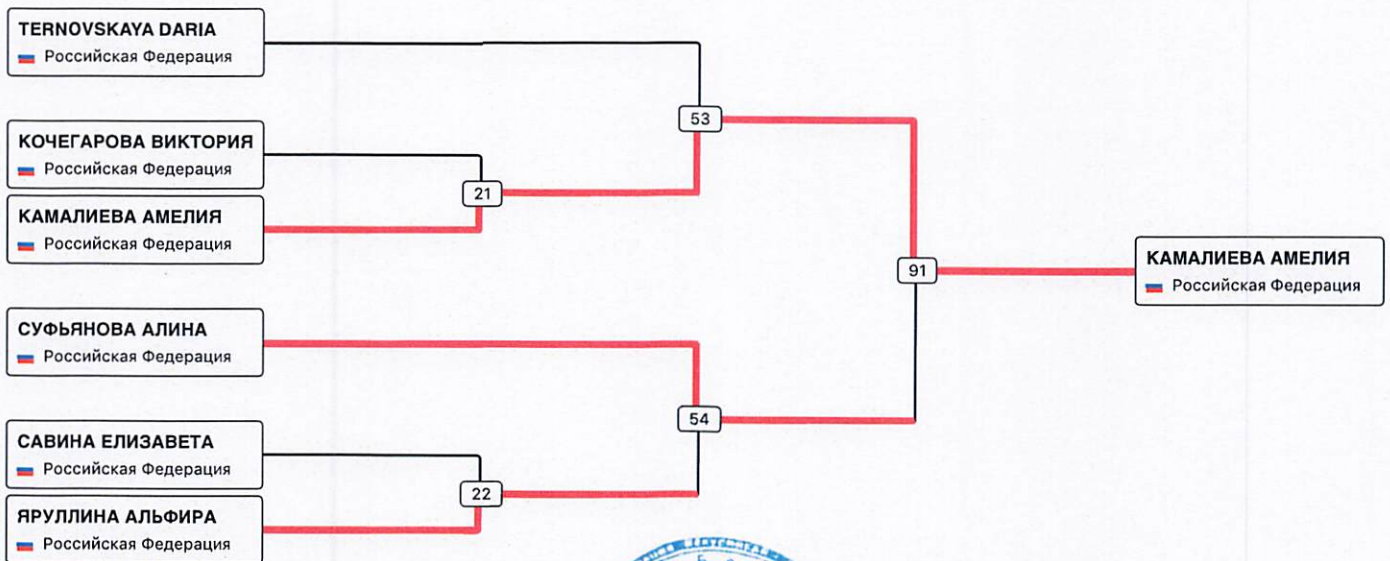 TERNOVSKAYA DARIA
Российская Федерация
53
КОЧЕГАРОВА ВИКТОРИЯ
Российская Федерация
21
КАМАЛИЕВА АМЕЛИЯ
Российская Федерация
91
КАМАЛИЕВА АМЕЛИЯ
Российская Федерация
СУФЬЯНОВА АЛИНА
Российская Федерация
54
САВИНА ЕЛИЗАВЕТА
Российская Федерация
22
ЯРУЛЛИНА АЛЬФИРА
Российская Федерация